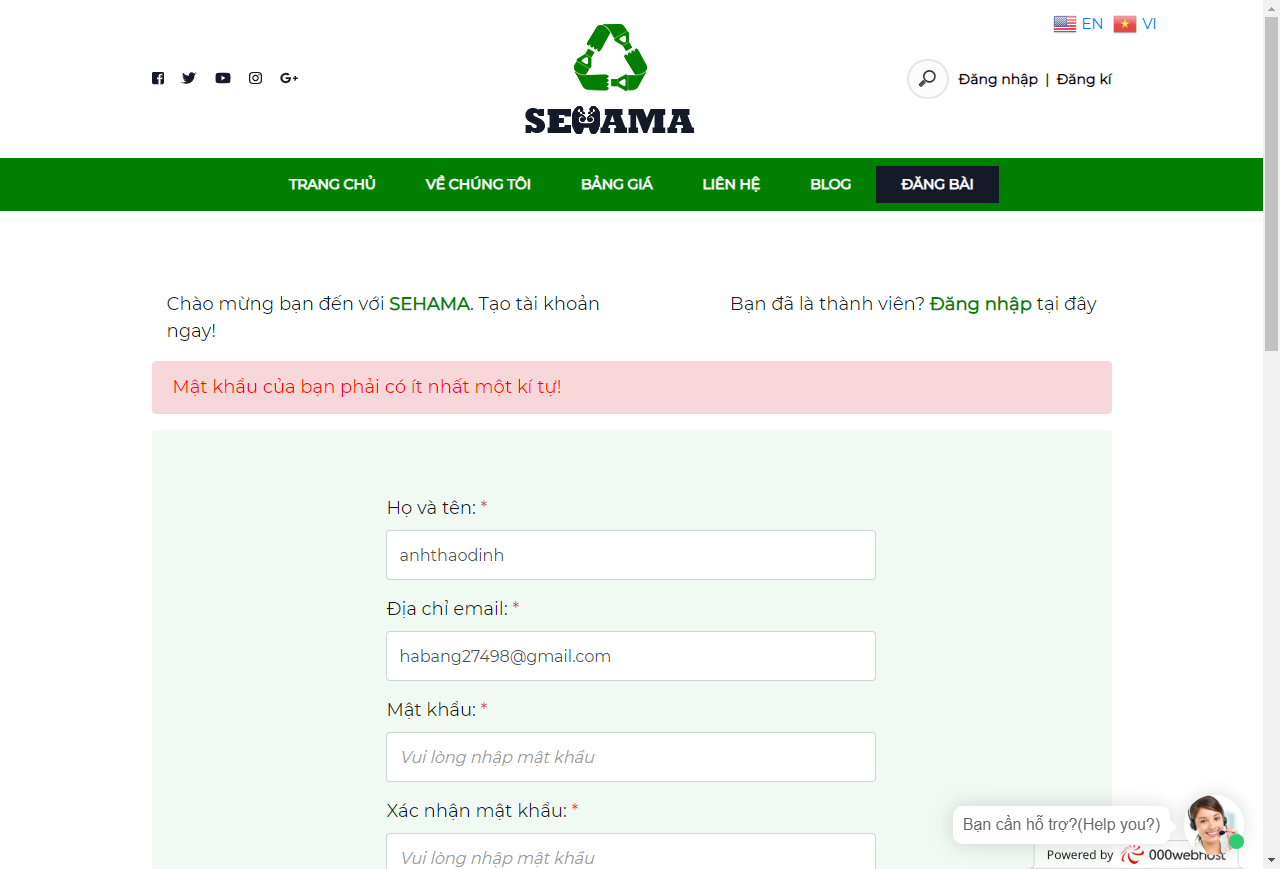 EN VI
Đăng nhập | Đăng kí
SEHAMA
TRANG CHỦ VỀ CHÚNG TÔI BẢNG GIÁ LIÊN HỆ BLOG ĐĂNG BÀI
Chào mừng bạn đến với SEHAMA. Tạo tài khoản
ngay!
Bạn đã là thành viên? Đăng nhập tại đây
Mật khẩu của bạn phải có ít nhất một kí tự!
Họ và tên: *
anhthaodinh
Địa chỉ email: *
habang27498@gmail.com
Mật khẩu: *
Vui lòng nhập mật khẩu
Xác nhận mật khẩu: *
Vui lòng nhập mật khẩu
Bạn cần hỗ trợ?(Help you?)
Powered by 000webhost